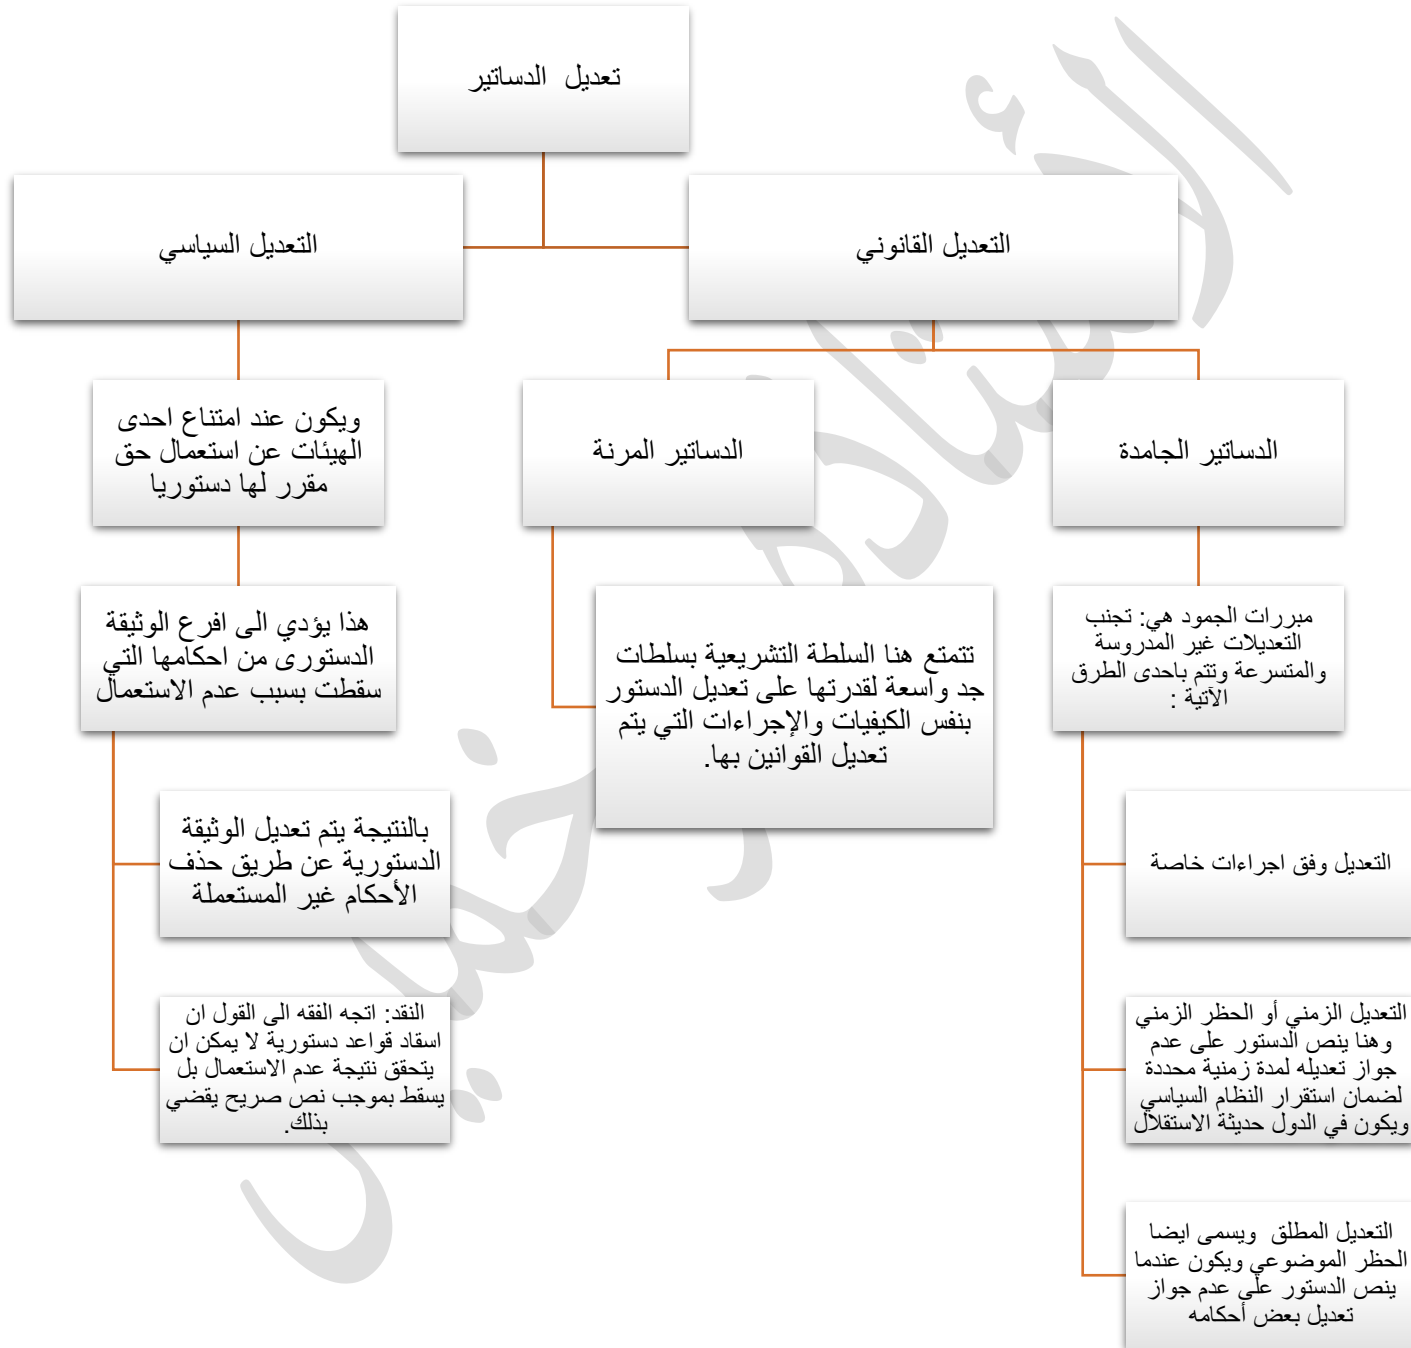 تعديل الدساتير
التعديل القانوني
التعديل السياسي
الدساتير الجامدة
الدساتير المرنة
ويكون عند امتناع احدى
الهيئات عن استعمال حق
مقرر لها دستوريا
مبررات الجمود هي: تجنب
التعديلات غير المدروسة
والمتسرعة وتتم باحدى الطرق
الآتية :
تتمتع هنا السلطة التشريعية بسلطات
جد واسعة لقدرتها على تعديل الدستور
بنفس الكيفيات والإجراءات التي يتم
تعديل القوانين بها.
هذا يؤدي الى افرع الوثيقة
الدستورى من احكامها التي
سقطت بسبب عدم الاستعمال
التعديل وفق اجراءات خاصة
بالنتيجة يتم تعديل الوثيقة
الدستورية عن طريق حذف
الأحكام غير المستعملة
التعديل الزمني أو الحظر الزمني
وهنا ينص الدستور على عدم
جواز تعديله لمدة زمنية محددة
لضمان استقرار النظام السياسي
ويكون في الدول حديثة الاستقلال
النقد: اتجه الفقه الى القول ان
اسقاد قواعد دستورية لا يمكن ان
يتحقق نتيجة عدم الاستعمال بل
يسقط بموجب نص صريح يقضي
بذلك.
التعديل المطلق ويسمى ايضا
الحظر الموضوعي ويكون عندما
ينص الدستور على عدم جواز
تعديل بعض أحكامه